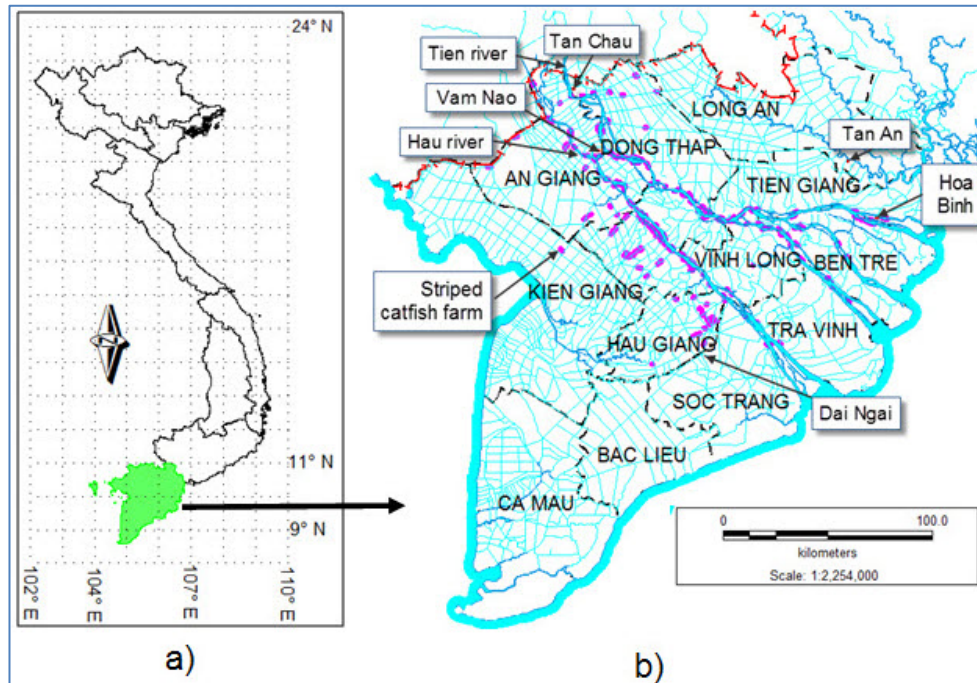 24° N
11° N
9° N
102° E
104° E
107° E
110° E
N
a)
Tien river
Tan Chau
Vam Nao
Hau river
LONG AN
DONG THAP
Tan An
AN GIANG
TIEN GIANG
Hoa
Binh
VINH LONG
BEN TRE
Striped
catfish farm
KIEN GIANG
TRA VINH
HAU GIANG
SOC TRANG
Dai Ngai
BAC LIEU
CA MAU
0
100.0
kilometers
Scale: 1:2,254,000
b)